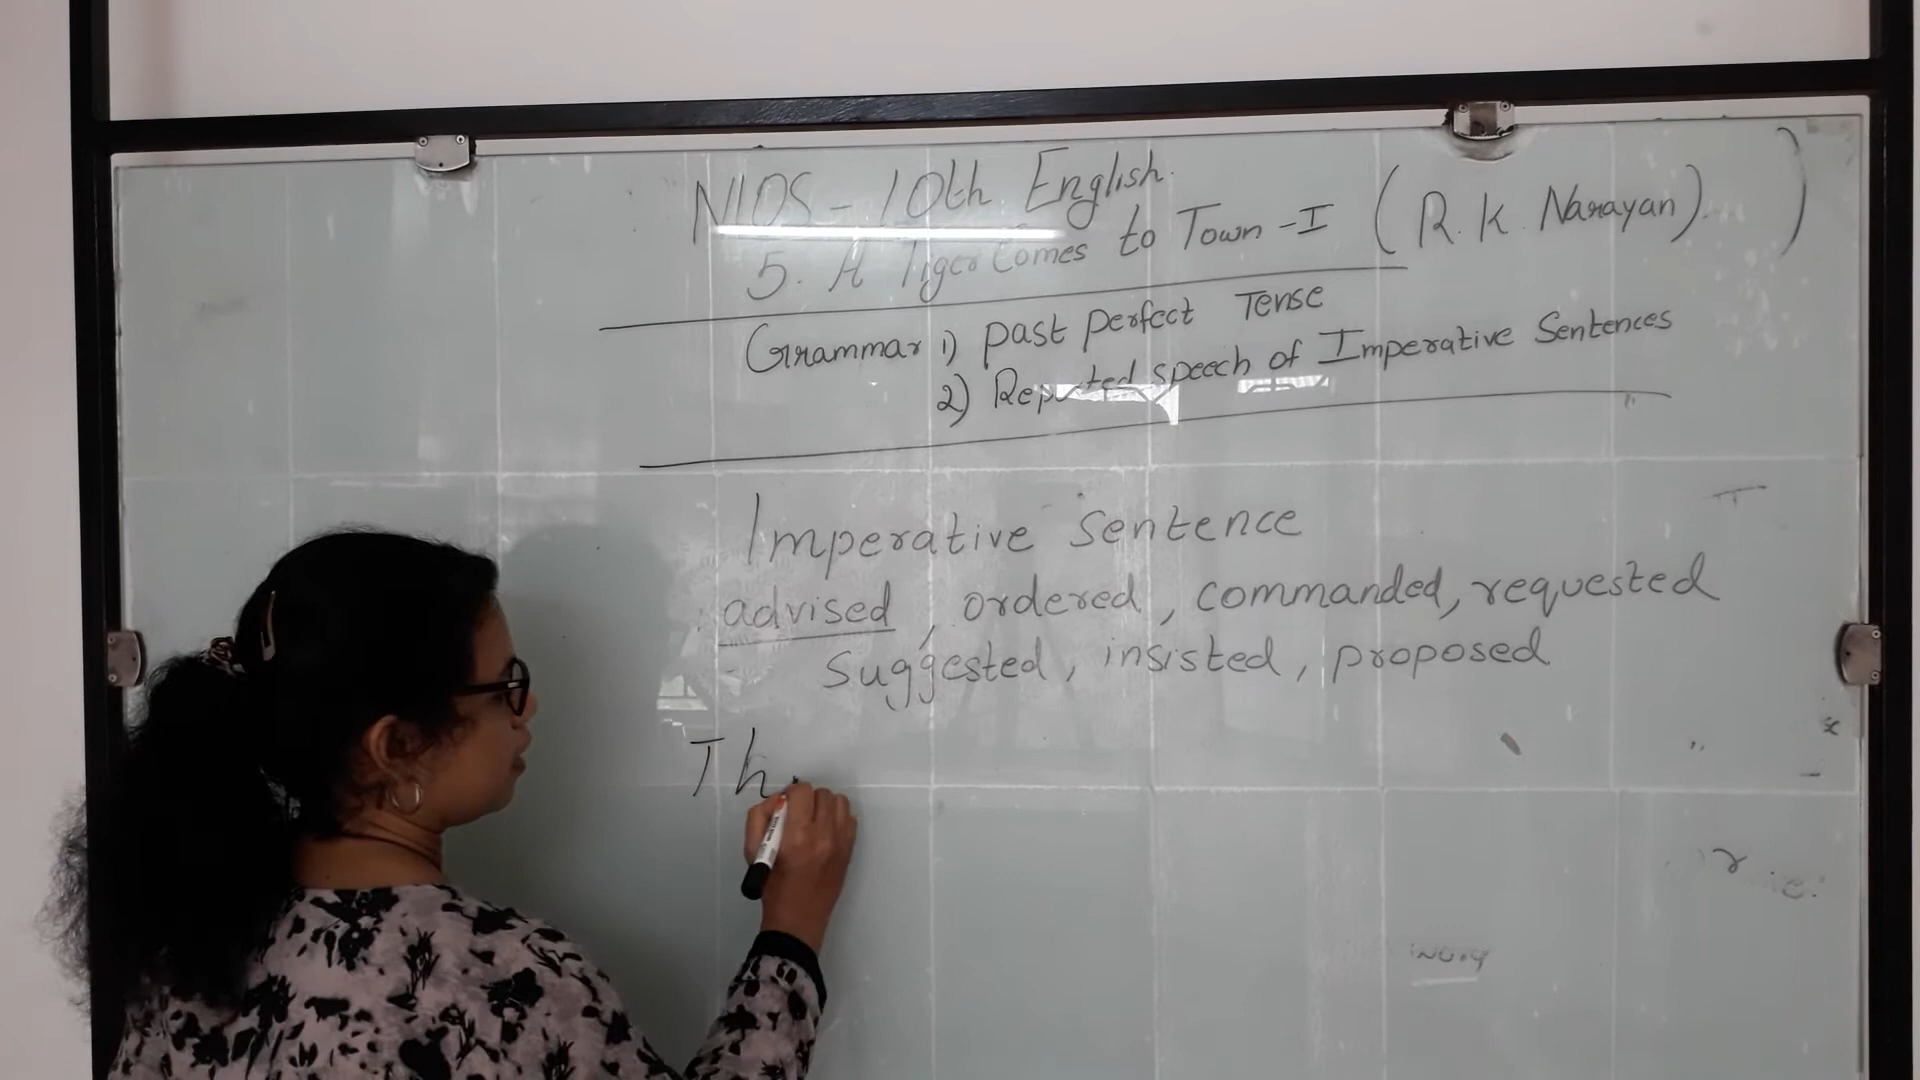 NIOS - 10th English.
5. A Tiger Comes to Town - I ( R. K. Narayan) )
Grammar 1) Past perfect Tense
2) Reported speech of Imperative Sentences
Imperative Sentence
advised, ordered, commanded, requested
suggested, insisted, proposed
Th